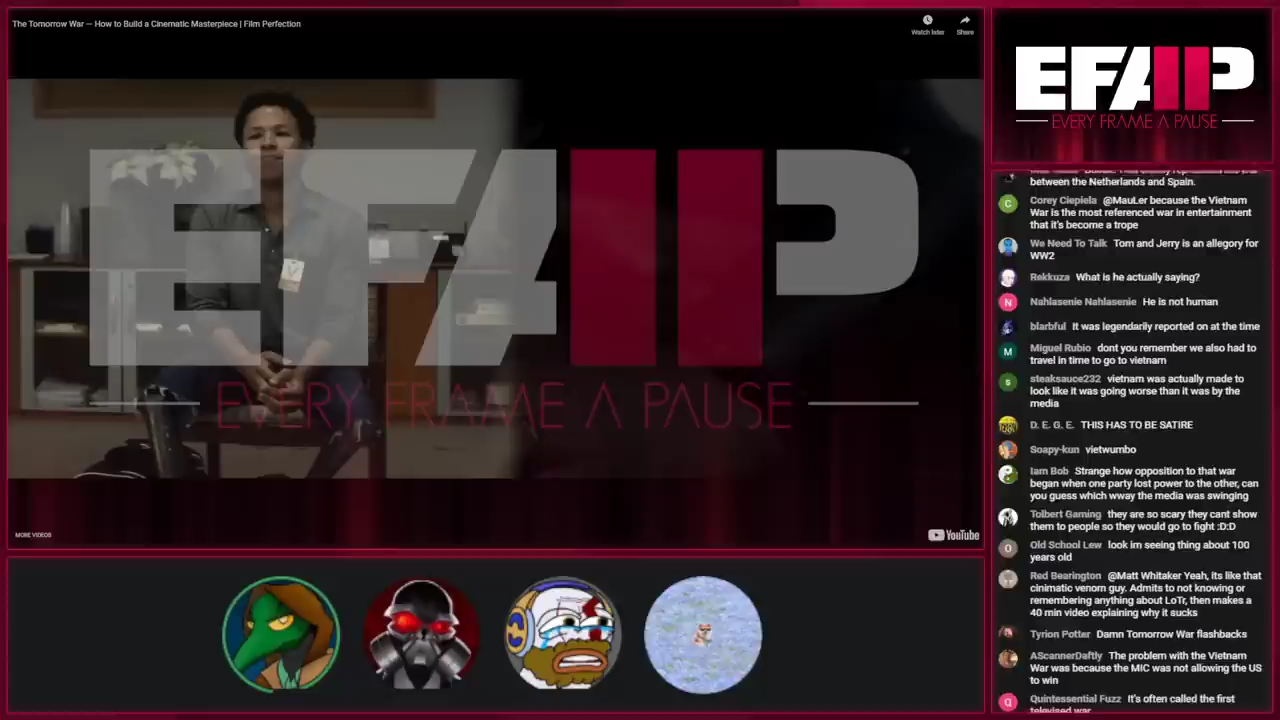 The Tomorrow War — How to Build a Cinematic Masterpiece | Film Perfection
Watch later
Share
EFAP
EVERY FRAME A PAUSE
MORE VIDEOS
YouTube
EFAP
EVERY FRAME A PAUSE
between the Netherlands and Spain.
Corey Ciepiela @MauLer because the Vietnam
War is the most referenced war in entertainment
that it's become a trope
We Need To Talk Tom and Jerry is an allegory for
WW2
Rekkuza What is he actually saying?
Nahlasenie Nahlasenie He is not human
blarbful It was legendarily reported on at the time
Miguel Rubio dont you remember we also had to
travel in time to go to vietnam
steaksauce232 vietnam was actually made to
look like it was going worse than it was by the
media
D. E. G. E. THIS HAS TO BE SATIRE
Soapy-kun vietwumbo
Iam Bob Strange how opposition to that war
began when one party lost power to the other, can
you guess which wway the media was swinging
Tolbert Gaming they are so scary they cant show
them to people so they would go to fight :D:D
Old School Lew look im seeing thing about 100
years old
Red Bearington @Matt Whitaker Yeah, its like that
cinimatic venom guy. Admits to not knowing or
remembering anything about LoTr, then makes a
40 min video explaining why it sucks
Tyrion Potter Damn Tomorrow War flashbacks
AScannerDaftly The problem with the Vietnam
War was because the MIC was not allowing the US
to win
Quintessential Fuzz It's often called the first
televised war